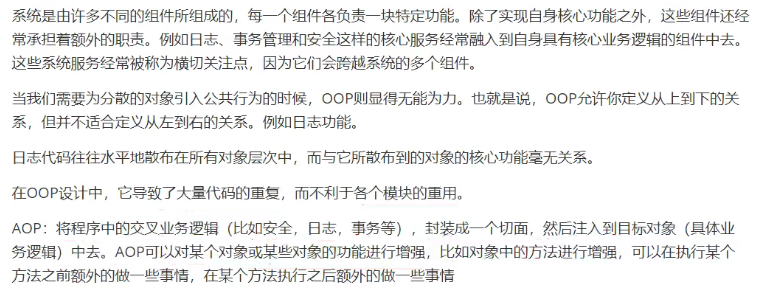 系统是由许多不同的组件所组成的，每一个组件各负责一块特定功能。除了实现自身核心功能之外，这些组件还经
常承担着额外的职责。例如日志、事务管理和安全这样的核心服务经常融入到自身具有核心业务逻辑的组件中去。
这些系统服务经常被称为横切关注点，因为它们会跨越系统的多个组件。
当我们需要为分散的对象引入公共行为的时候，OOP则显得无能为力。也就是说，OOP允许你定义从上到下的关
系，但并不适合定义从左到右的关系。例如日志功能。
日志代码往往水平地散布在所有对象层次中，而与它所散布到的对象的核心功能毫无关系。
在OOP设计中，它导致了大量代码的重复，而不利于各个模块的重用。
AOP：将程序中的交叉业务逻辑（比如安全，日志，事务等），封装成一个切面，然后注入到目标对象（具体业
务逻辑）中去。AOP可以对某个对象或某些对象的功能进行增强，比如对象中的方法进行增强，可以在执行某个
方法之前额外的做一些事情，在某个方法执行之后额外的做一些事情